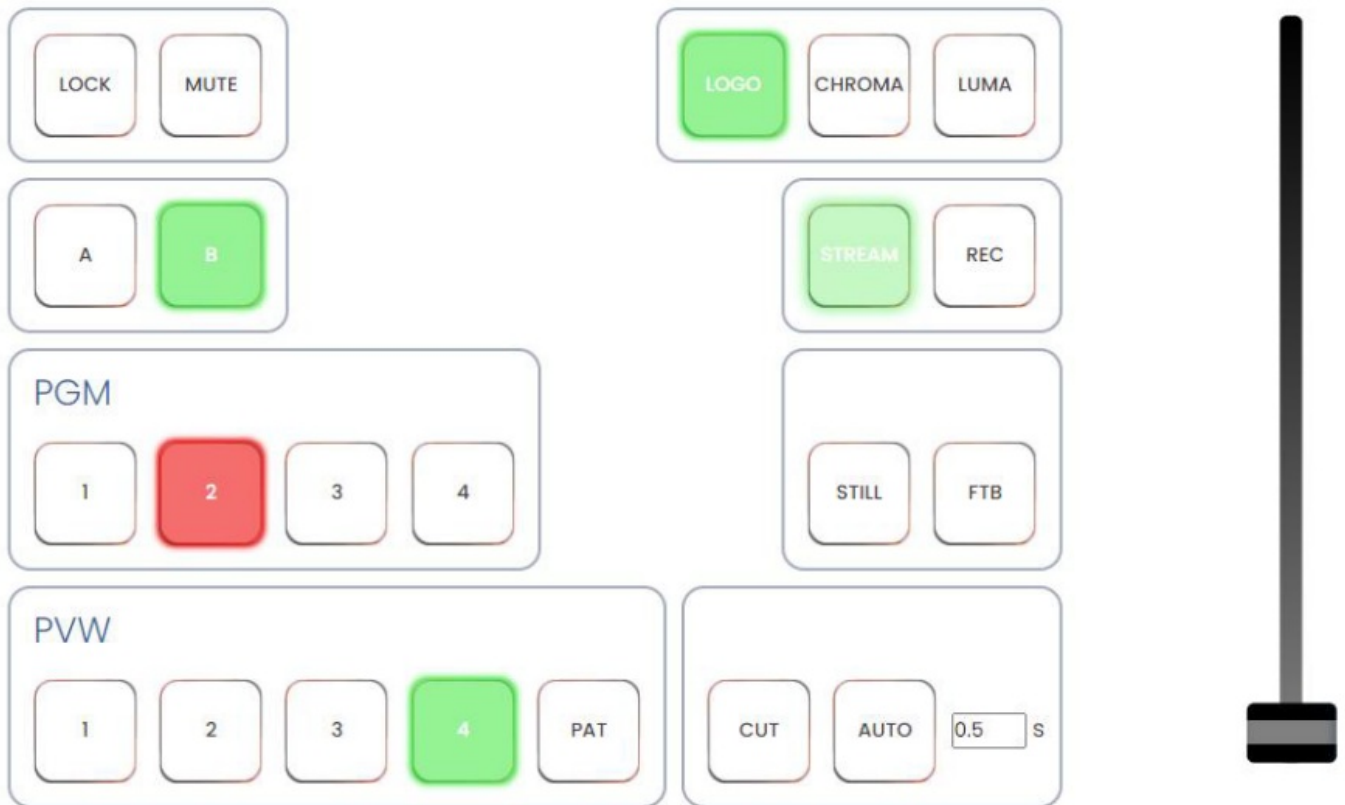 LOCK MUTE LOGO CHROMA LUMA
A B STREAM REC
PGM
1 2 3 4 STILL FTB
PVW
1 2 3 4 PAT CUT AUTO 0.5 s